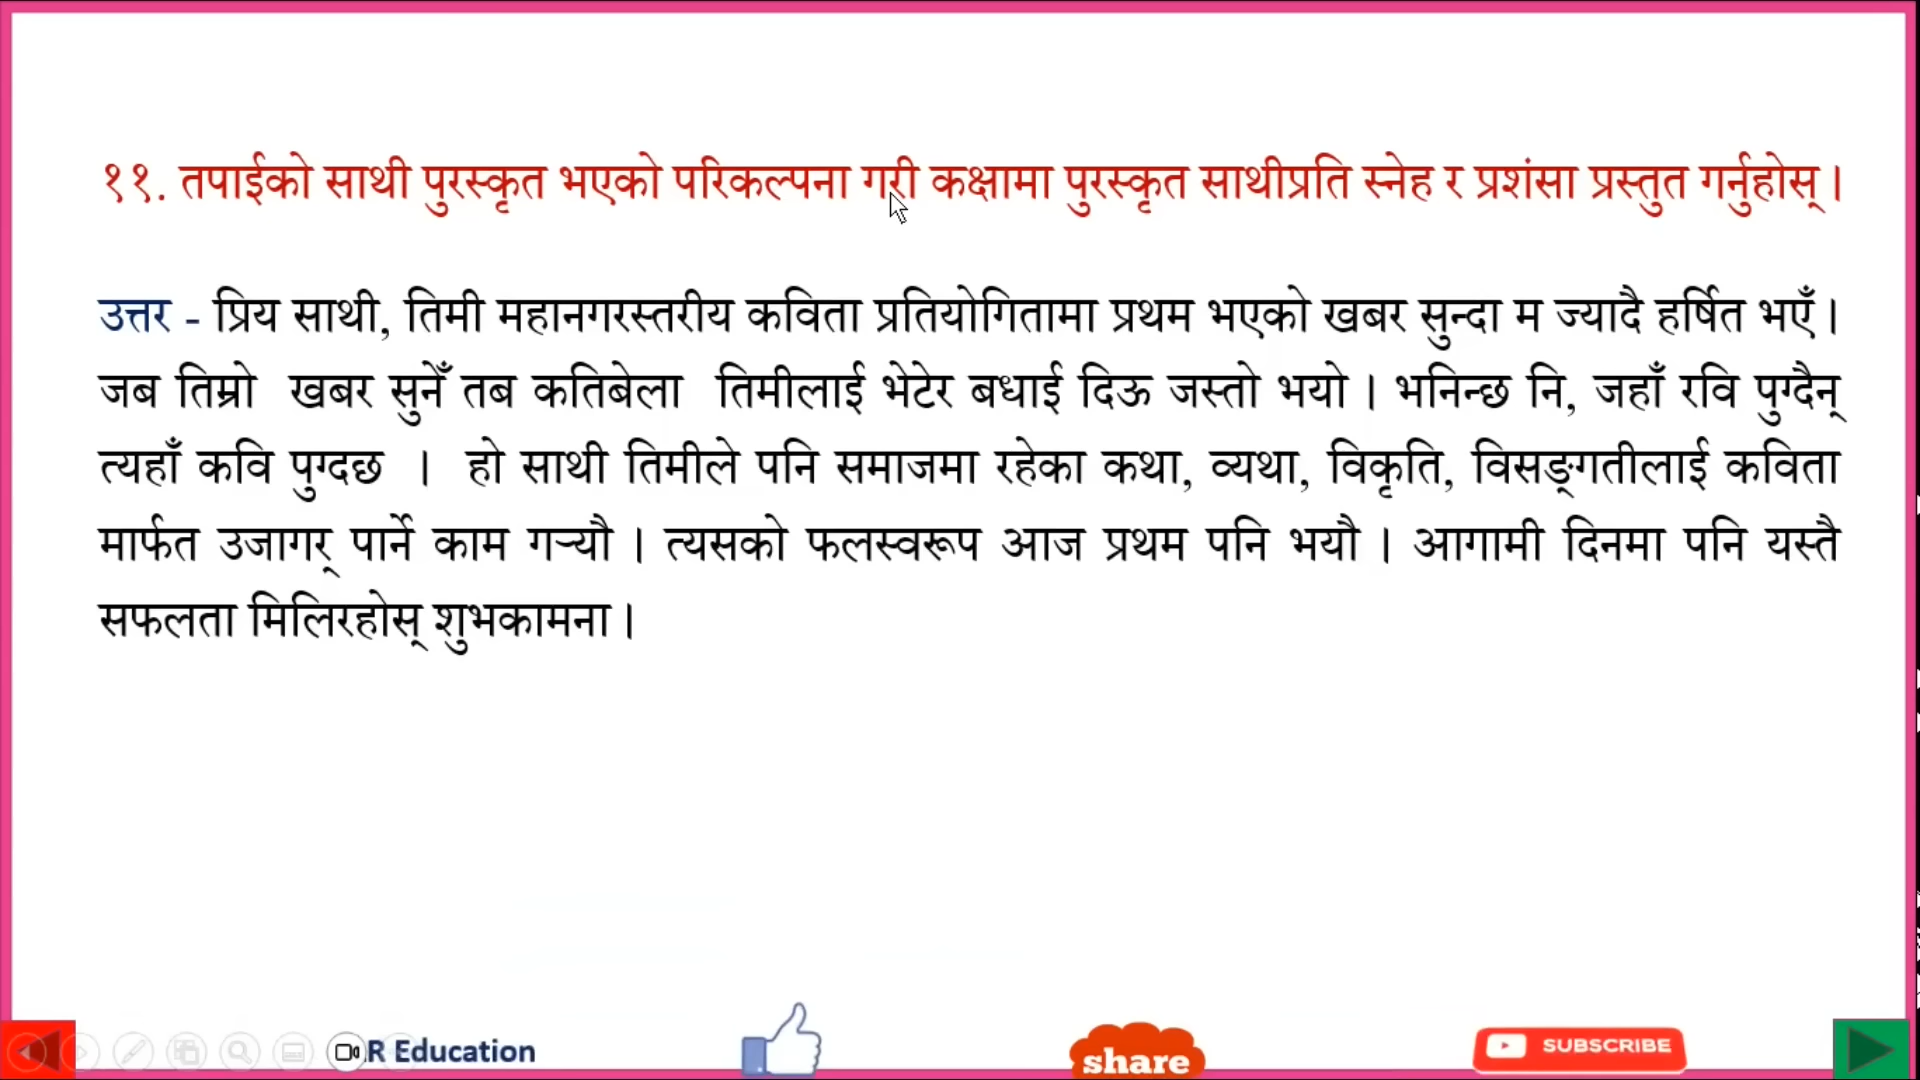 ११. तपाईको साथी पुरस्कृत भएको परिकल्पना गरी कक्षामा पुरस्कृत साथीप्रति स्नेह र प्रशंसा प्रस्तुत गर्नुहोस् ।
उत्तर - प्रिय साथी, तिमी महानगरस्तरीय कविता प्रतियोगितामा प्रथम भएको खबर सुन्दा म ज्यादै हर्षित भएँ ।
जब तिम्रो खबर सुनेँ तब कतिबेला तिमीलाई भेटेर बधाई दिऊ जस्तो भयो । भनिन्छ नि, जहाँ रवि पुग्दैन्
त्यहाँ कवि पुग्दछ । हो साथी तिमीले पनि समाजमा रहेका कथा, व्यथा, विकृति, विसङ्गतीलाई कविता
मार्फत उजागर् पार्ने काम गऱ्यौ । त्यसको फलस्वरूप आज प्रथम पनि भयौ । आगामी दिनमा पनि यस्तै
सफलता मिलिरहोस् शुभकामना ।
R Education
share
SUBSCRIBE